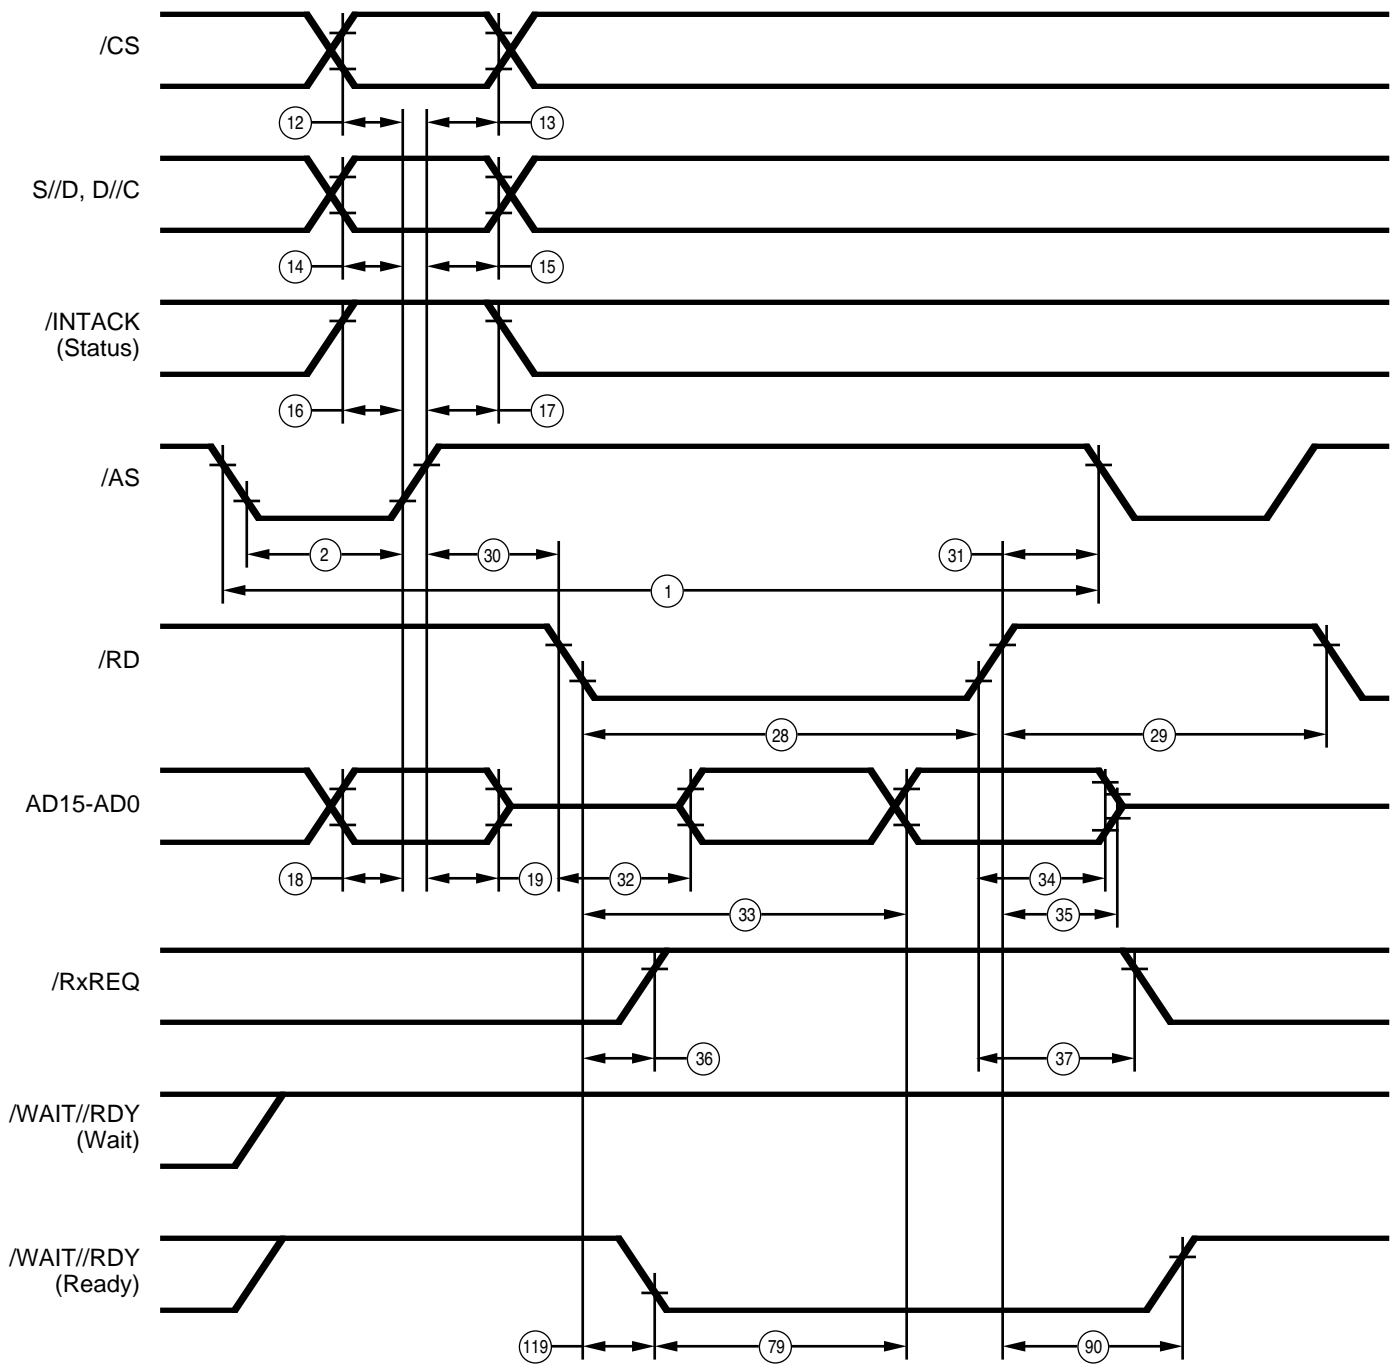 /CS
12
13
S//D, D//C
14
15
/INTACK
(Status)
16
17
/AS
2
30
31
1
/RD
28
29
AD15-AD0
18
19
32
34
33
35
/RxREQ
36
37
/WAIT//RDY
(Wait)
/WAIT//RDY
(Ready)
119
79
90